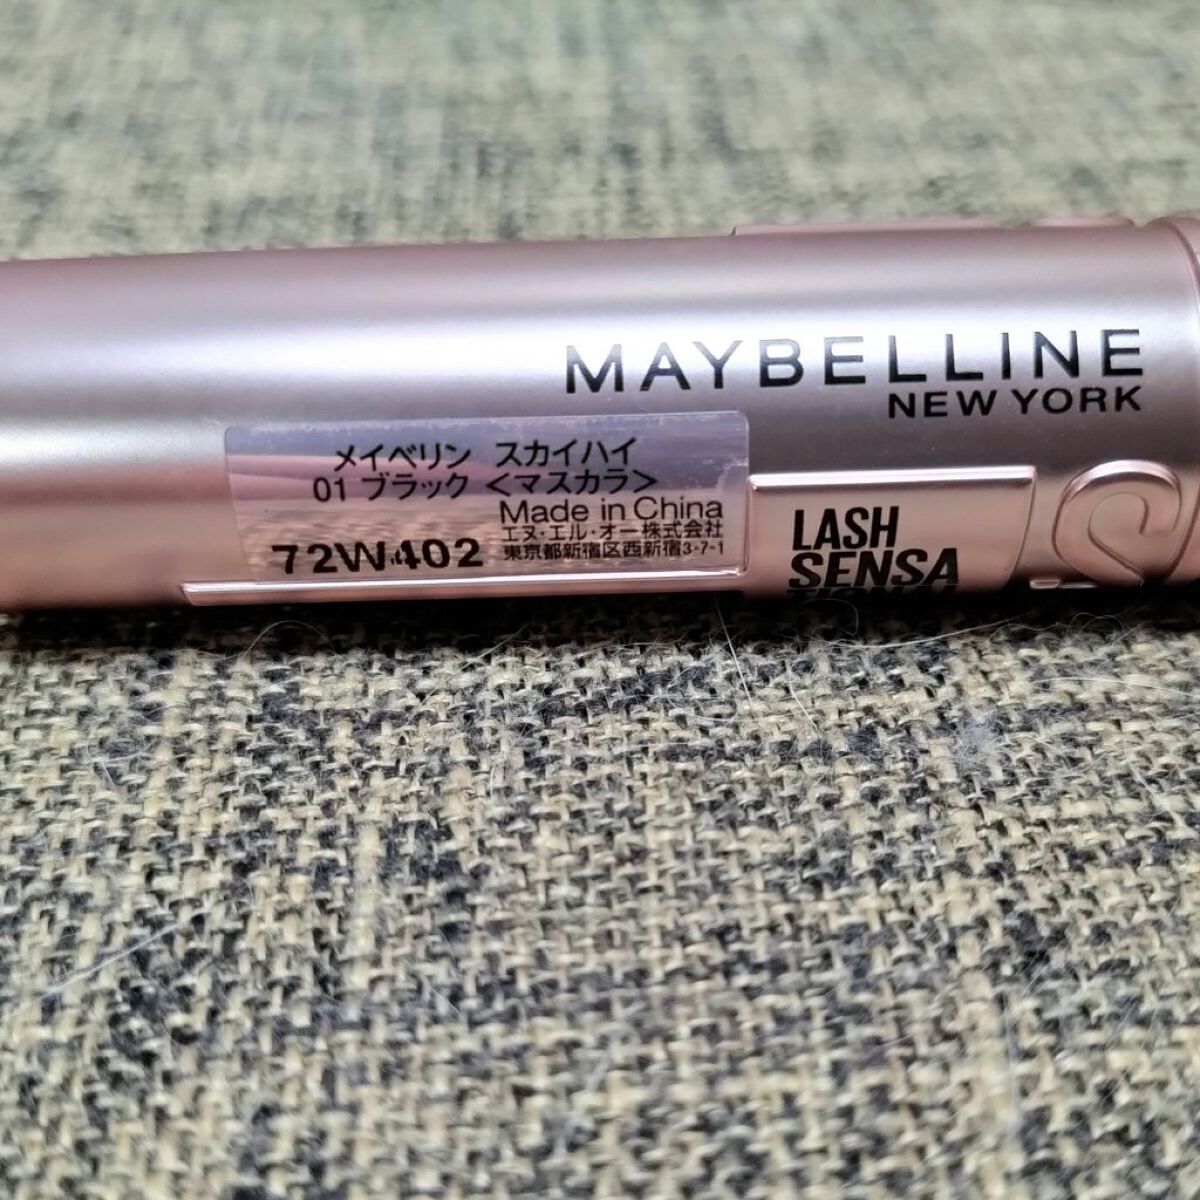 MAYBELLINE
NEW YORK
メイベリン スカイハイ
01 ブラック <マスカラ>
Made in China
エヌ・エル・オー株式会社
東京都新宿区西新宿3-7-1
72W402
LASH
SENSA
TIONAL